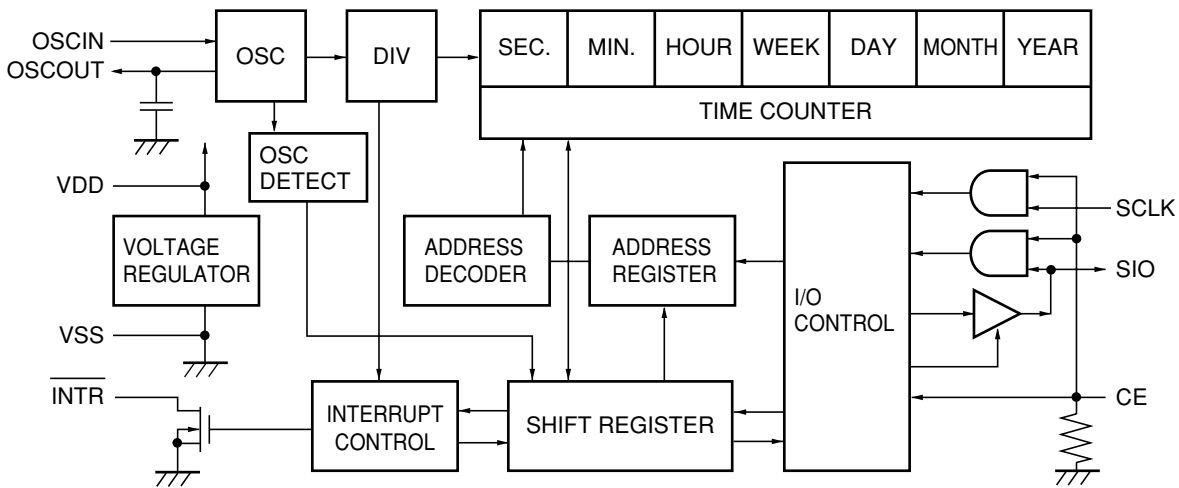 OSCIN
OSCOUT
OSC
DIV
SEC.
MIN.
HOUR
WEEK
DAY
MONTH
YEAR
TIME COUNTER
OSC
DETECT
VDD
VOLTAGE
REGULATOR
VSS
ADDRESS
DECODER
ADDRESS
REGISTER
I/O
CONTROL
SCLK
SIO
CE
INTR
INTERRUPT
CONTROL
SHIFT REGISTER